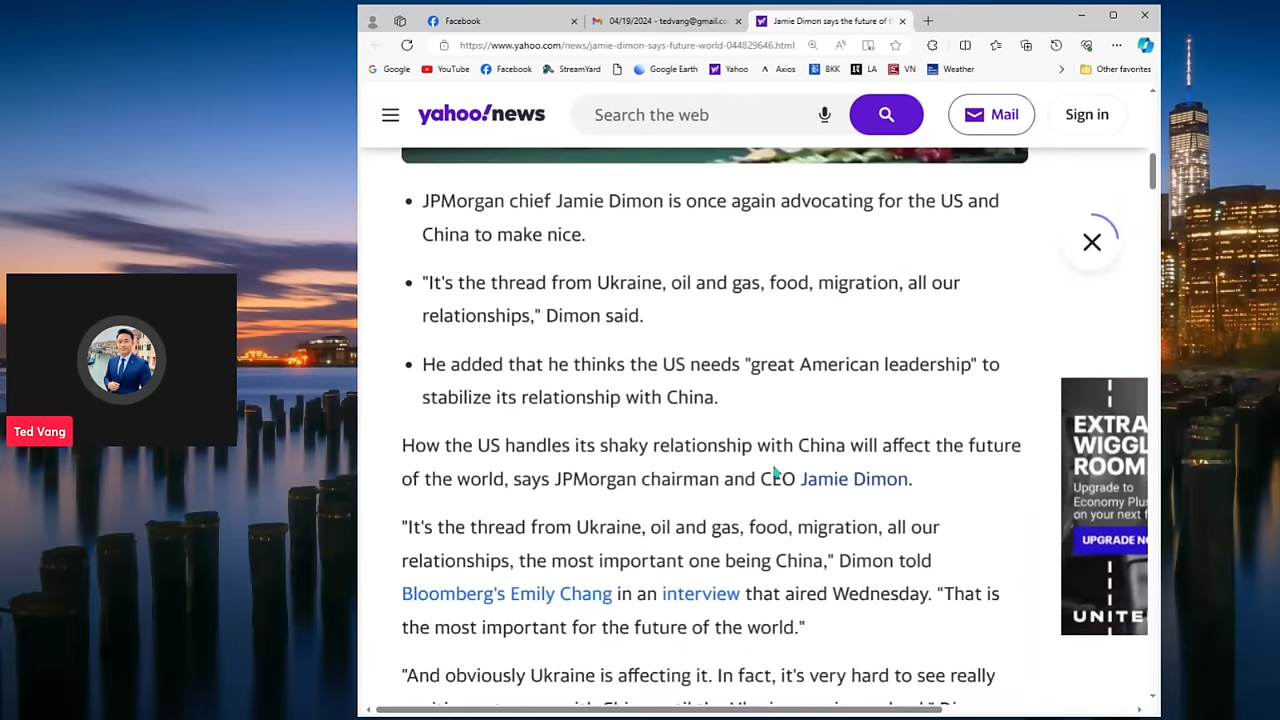 Facebook
04/19/2024 - tedvang@gmail.co
Jamie Dimon says the future of t
https://www.yahoo.com/news/jamie-dimon-says-future-world-044829646.html
Google
YouTube
Facebook
StreamYard
Google Earth
Yahoo
Axios
BKK
LA
VN
Weather
Other favorites
yahoo!news
Search the web
Mail
Sign in
• JPMorgan chief Jamie Dimon is once again advocating for the US and
China to make nice.
• "It's the thread from Ukraine, oil and gas, food, migration, all our
relationships," Dimon said.
• He added that he thinks the US needs "great American leadership" to
stabilize its relationship with China.
How the US handles its shaky relationship with China will affect the future
of the world, says JPMorgan chairman and CEO Jamie Dimon.
"It's the thread from Ukraine, oil and gas, food, migration, all our
relationships, the most important one being China," Dimon told
Bloomberg's Emily Chang in an interview that aired Wednesday. "That is
the most important for the future of the world."
"And obviously Ukraine is affecting it. In fact, it's very hard to see really
EXTRA
WIGGL
ROOM
Upgrade to
Economy Plus
on your next f
UPGRADE NO
UNITE
Ted Vang